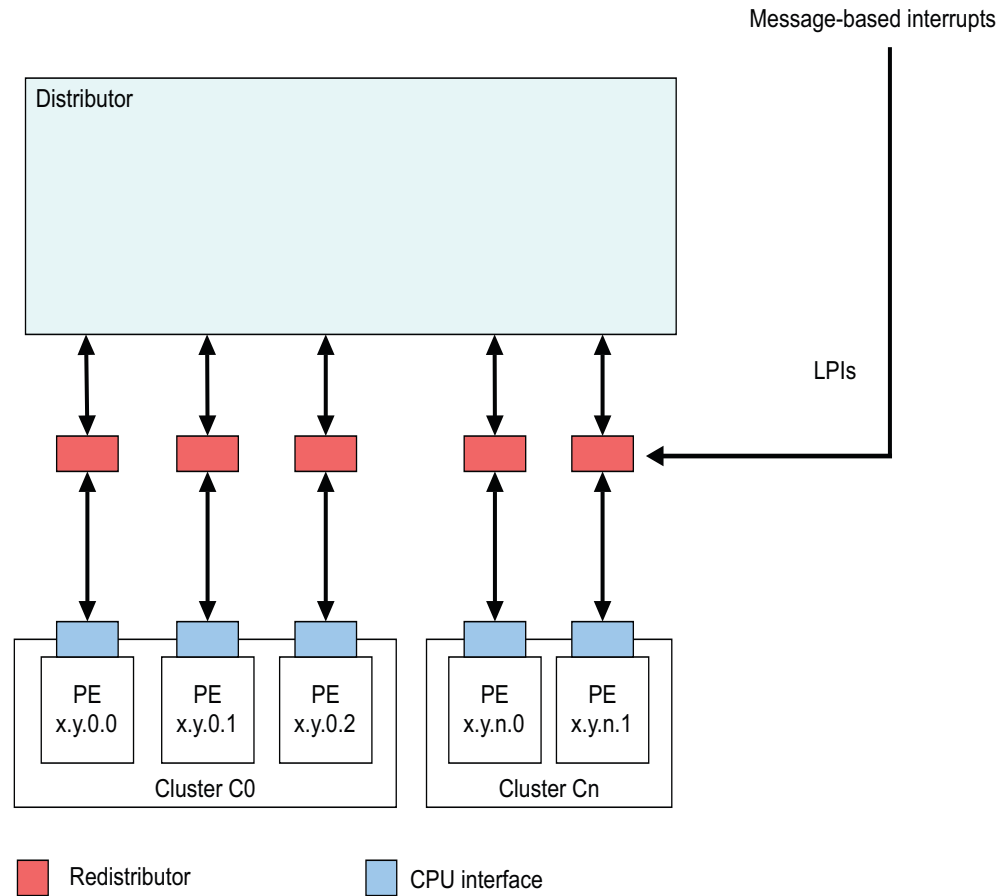 Message-based interrupts
Distributor
LPIs
PE
x.y.0.0
PE
x.y.0.1
PE
x.y.0.2
PE
x.y.n.0
PE
x.y.n.1
Cluster C0
Cluster Cn
Redistributor
CPU interface